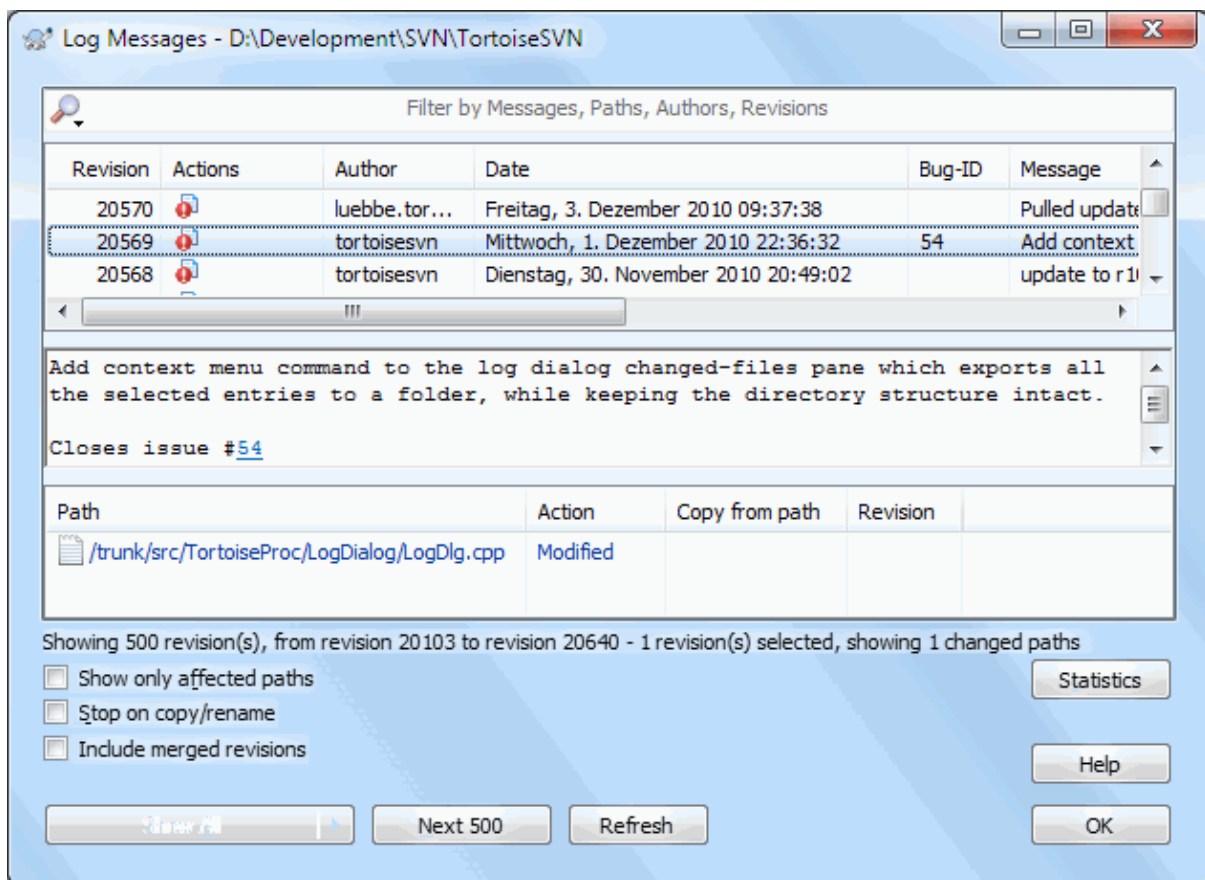 Log Messages - D:\Development\SVN\TortoiseSVN
Filter by Messages, Paths, Authors, Revisions
Revision Actions Author Date Bug-ID Message
20570 luebbe.tor... Freitag, 3. Dezember 2010 09:37:38 Pulled update
20569 tortoisesvn Mittwoch, 1. Dezember 2010 22:36:32 54 Add context
20568 tortoisesvn Dienstag, 30. November 2010 20:49:02 update to
Add context menu command to the log dialog changed-files pane which exports all
the selected entries to a folder, while keeping the directory structure intact.
Closes issue #54
Path Action Copy from path Revision
/trunk/src/TortoiseProc/LogDialog/LogDlg.cpp Modified
Showing 500 revision(s), from revision 20103 to revision 20640 - 1 revision(s) selected, showing 1 changed paths
Show only affected paths
Statistics
Stop on copy/rename
Include merged revisions
Help
Show All Next 500 Refresh OK